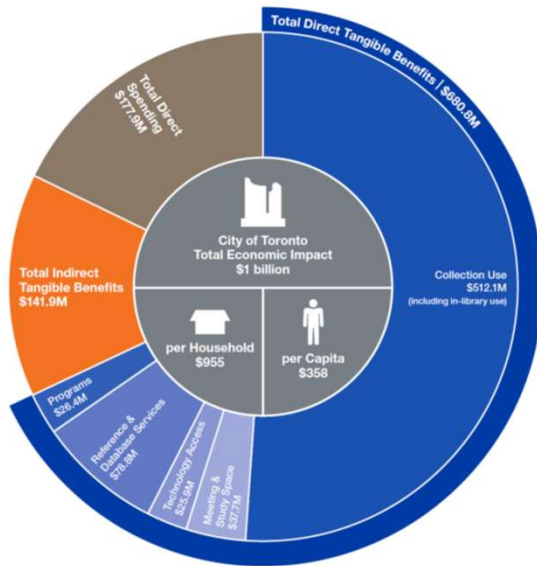 Total Direct Tangible Benefits | $680.8M
Total Direct
Spending
$177.9M
City of Toronto
Total Economic Impact
$1 billion
Collection Use
$512.1M
(including in-library use)
Total Indirect
Tangible Benefits
$141.9M
per Household
$955
per Capita
$358
Programs
$26.4M
Reference &
Database Services
$78.8M
Technology Access
$25.9M
Meeting &
Study Space
$37.7M